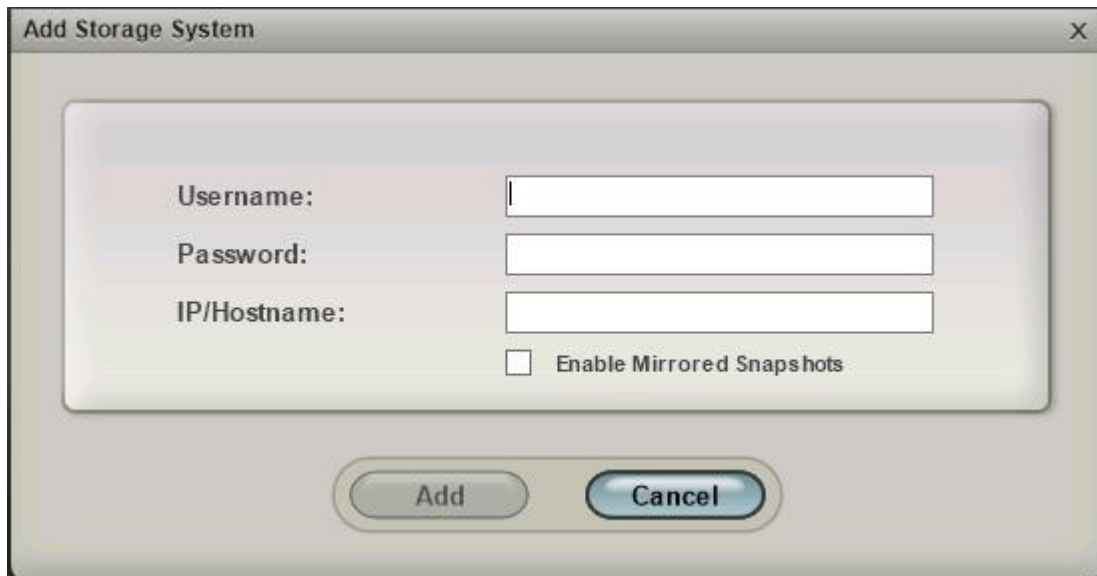 Add Storage System X
Username:
Password:
IP/Hostname:
Enable Mirrored Snapshots
Add Cancel